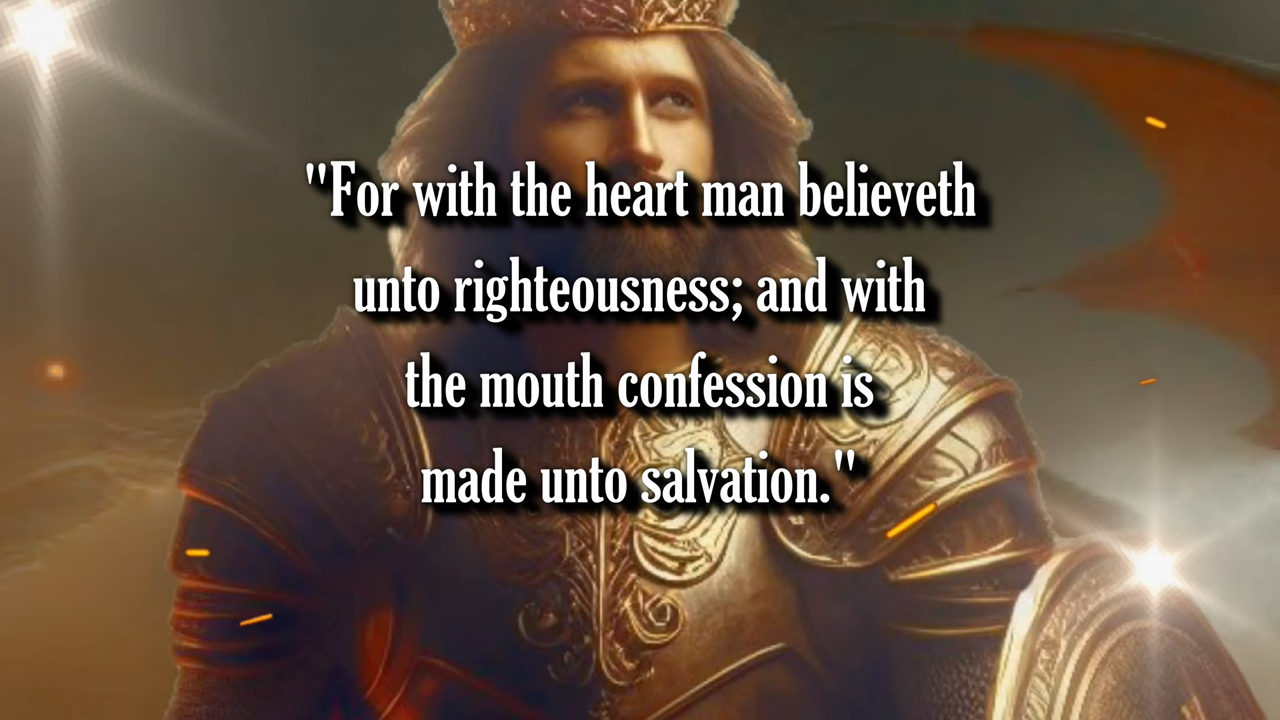 "For with the heart man believeth
unto righteousness; and with
the mouth confession is
made unto salvation."